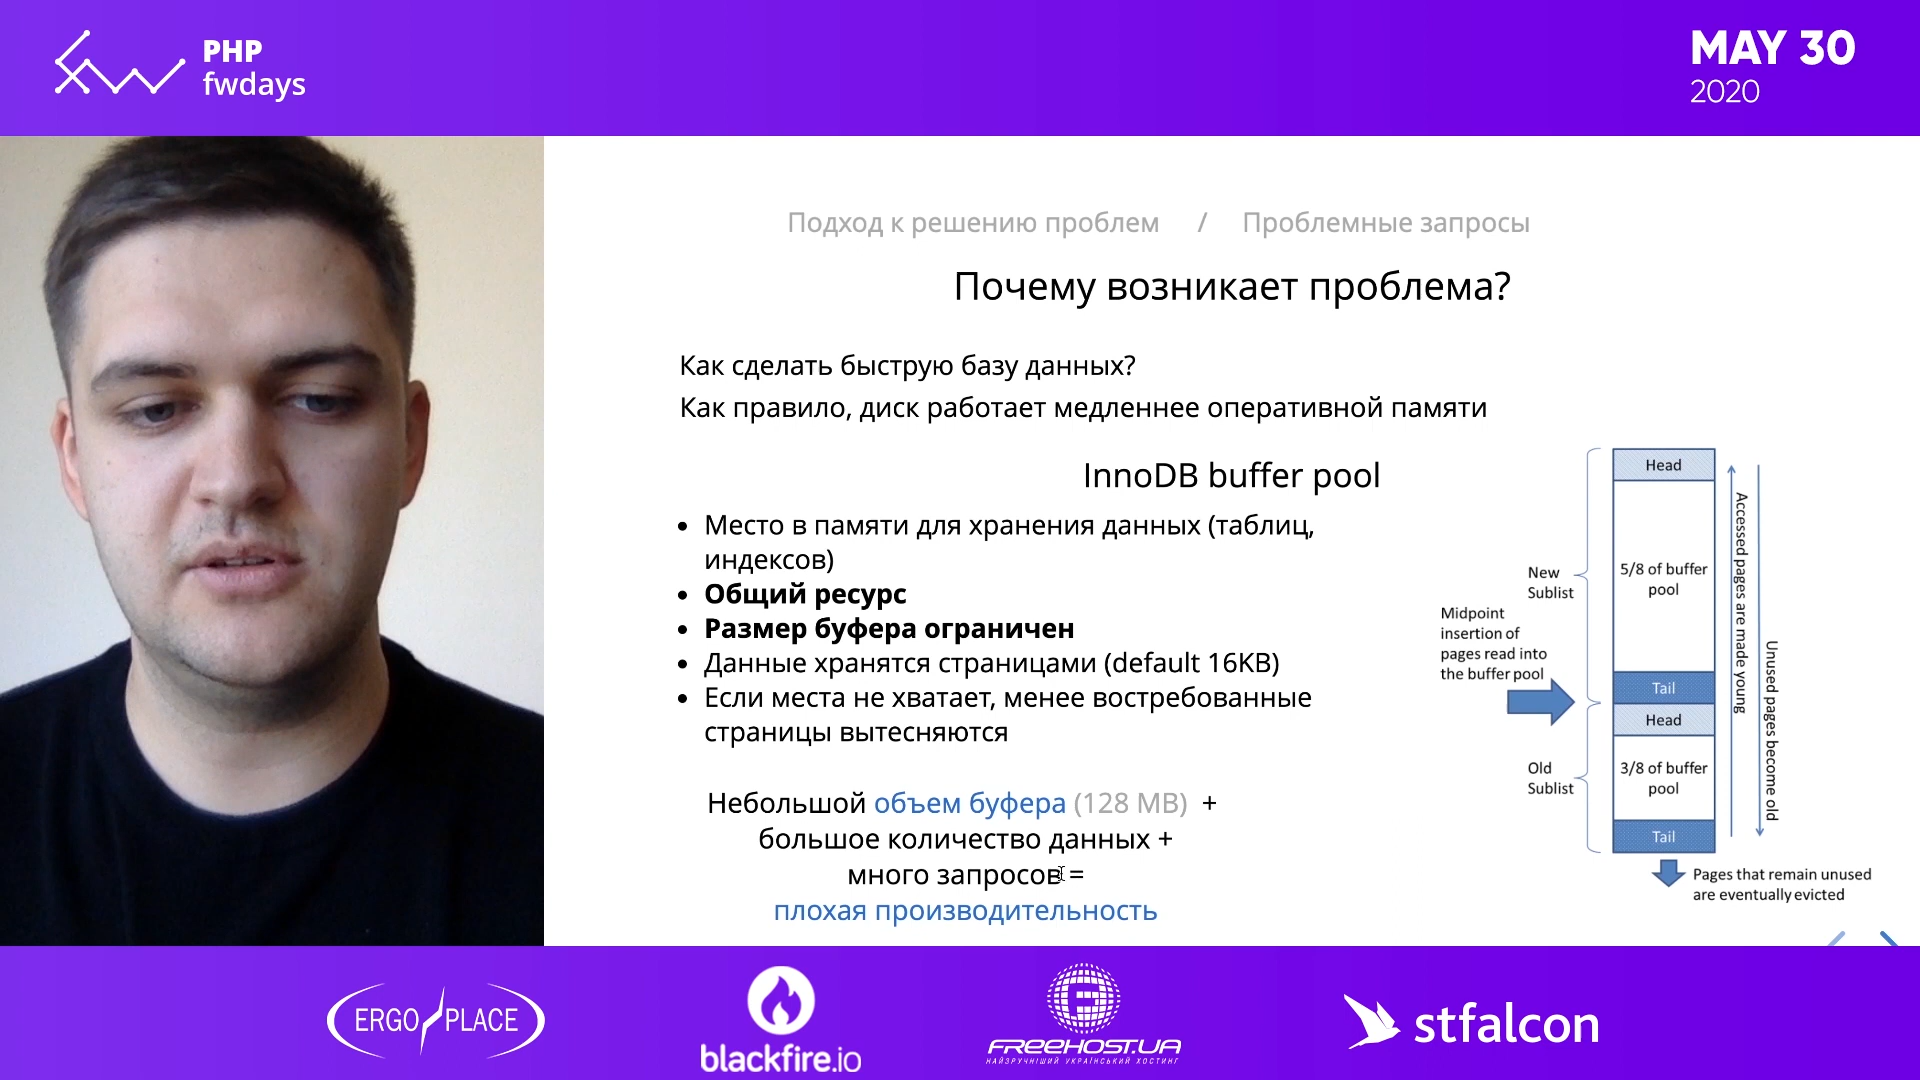 PHP
fwdays
MAY 30
2020
Подход к решению проблем / Проблемные запросы
Почему возникает проблема?
Как сделать быструю базу данных?
Как правило, диск работает медленнее оперативной памяти
InnoDB buffer pool
• Место в памяти для хранения данных (таблиц,
индексов)
• Общий ресурс
• Размер буфера ограничен
• Данные хранятся страницами (default 16KB)
• Если места не хватает, менее востребованные
страницы вытесняются
Небольшой объем буфера (128 MB) +
большое количество данных +
много запросов =
плохая производительность
Head
5/8 of buffer
pool
Tail
Head
3/8 of buffer
pool
Tail
New
Sublist
Midpoint
insertion of
pages read into
the buffer pool
Old
Sublist
Accessed pages are made young
Unused pages become old
Pages that remain unused
are eventually evicted
ERGO PLACE
blackfire.io
FREEHOST.UA
НАЙЗРУЧНІШИЙ УКРАЇНСЬКИЙ ХОСТИНГ
stfalcon